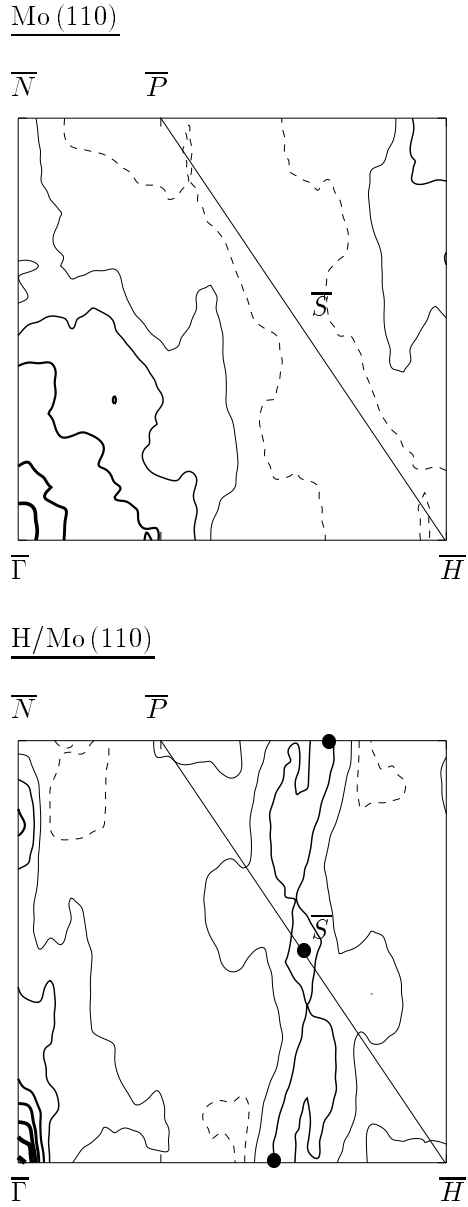 Mo (110)
N̅ P̅
S̅
Γ̅ H̅
H/Mo (110)
N̅ P̅
S̅
Γ̅ H̅